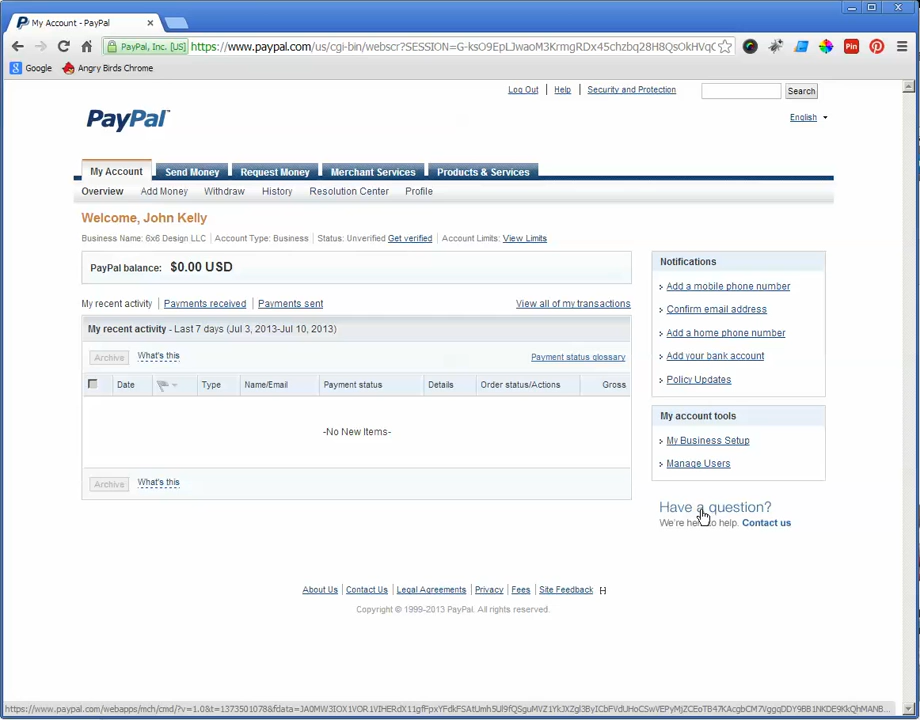 My Account - PayPal
PayPal, Inc. [US] https://www.paypal.com/us/cgi-bin/webscr?SESSION=G-ksO9EpLJwaoM3KrmgRDx45chzbq28H8QsOkHVqC
Google Angry Birds Chrome
Log Out Help Security and Protection Search
PayPal
English
My Account Send Money Request Money Merchant Services Products & Services
Overview Add Money Withdraw History Resolution Center Profile
Welcome, John Kelly
Business Name: 6x6 Design LLC Account Type: Business Status: Unverified Get verified Account Limits: View Limits
PayPal balance: $0.00 USD
My recent activity Payments received Payments sent View all of my transactions
My recent activity - Last 7 days (Jul 3, 2013-Jul 10, 2013)
Archive What's this Payment status glossary
Date Type Name/Email Payment status Details Order status/Actions Gross
-No New Items-
Archive What's this
Notifications
Add a mobile phone number
Confirm email address
Add a home phone number
Add your bank account
Policy Updates
My account tools
My Business Setup
Manage Users
Have a question?
We're here to help. Contact us
About Us Contact Us Legal Agreements Privacy Fees Site Feedback [-]
Copyright © 1999-2013 PayPal. All rights reserved.